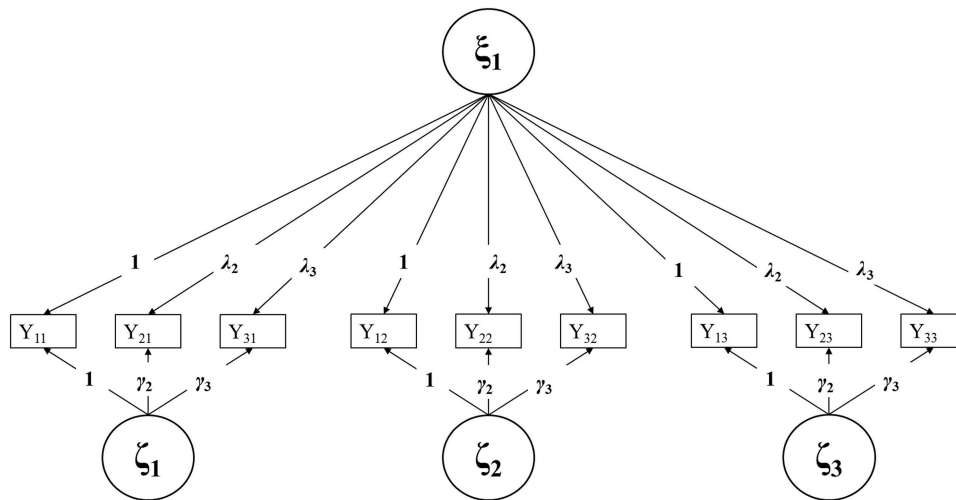 ξ₁
1 λ₂ λ₃ 1 λ₂ λ₃ 1 λ₂ λ₃
Y₁₁ Y₂₁ Y₃₁ Y₁₂ Y₂₂ Y₃₂ Y₁₃ Y₂₃ Y₃₃
1 γ₂ γ₃ 1 γ₂ γ₃ 1 γ₂ γ₃
ζ₁ ζ₂ ζ₃